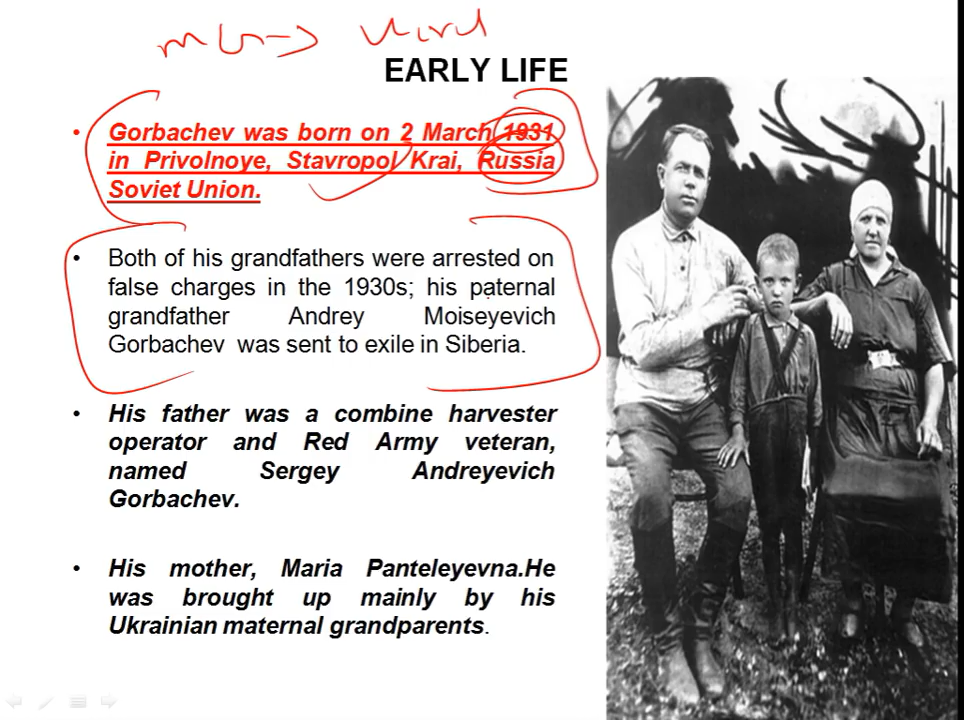 EARLY LIFE
• Gorbachev was born on 2 March 1931
in Privolnoye, Stavropol Krai, Russia
Soviet Union.
• Both of his grandfathers were arrested on
false charges in the 1930s; his paternal
grandfather Andrey Moiseyevich
Gorbachev was sent to exile in Siberia.
• His father was a combine harvester
operator and Red Army veteran,
named Sergey Andreyevich
Gorbachev.
• His mother, Maria Panteleyevna.He
was brought up mainly by his
Ukrainian maternal grandparents.